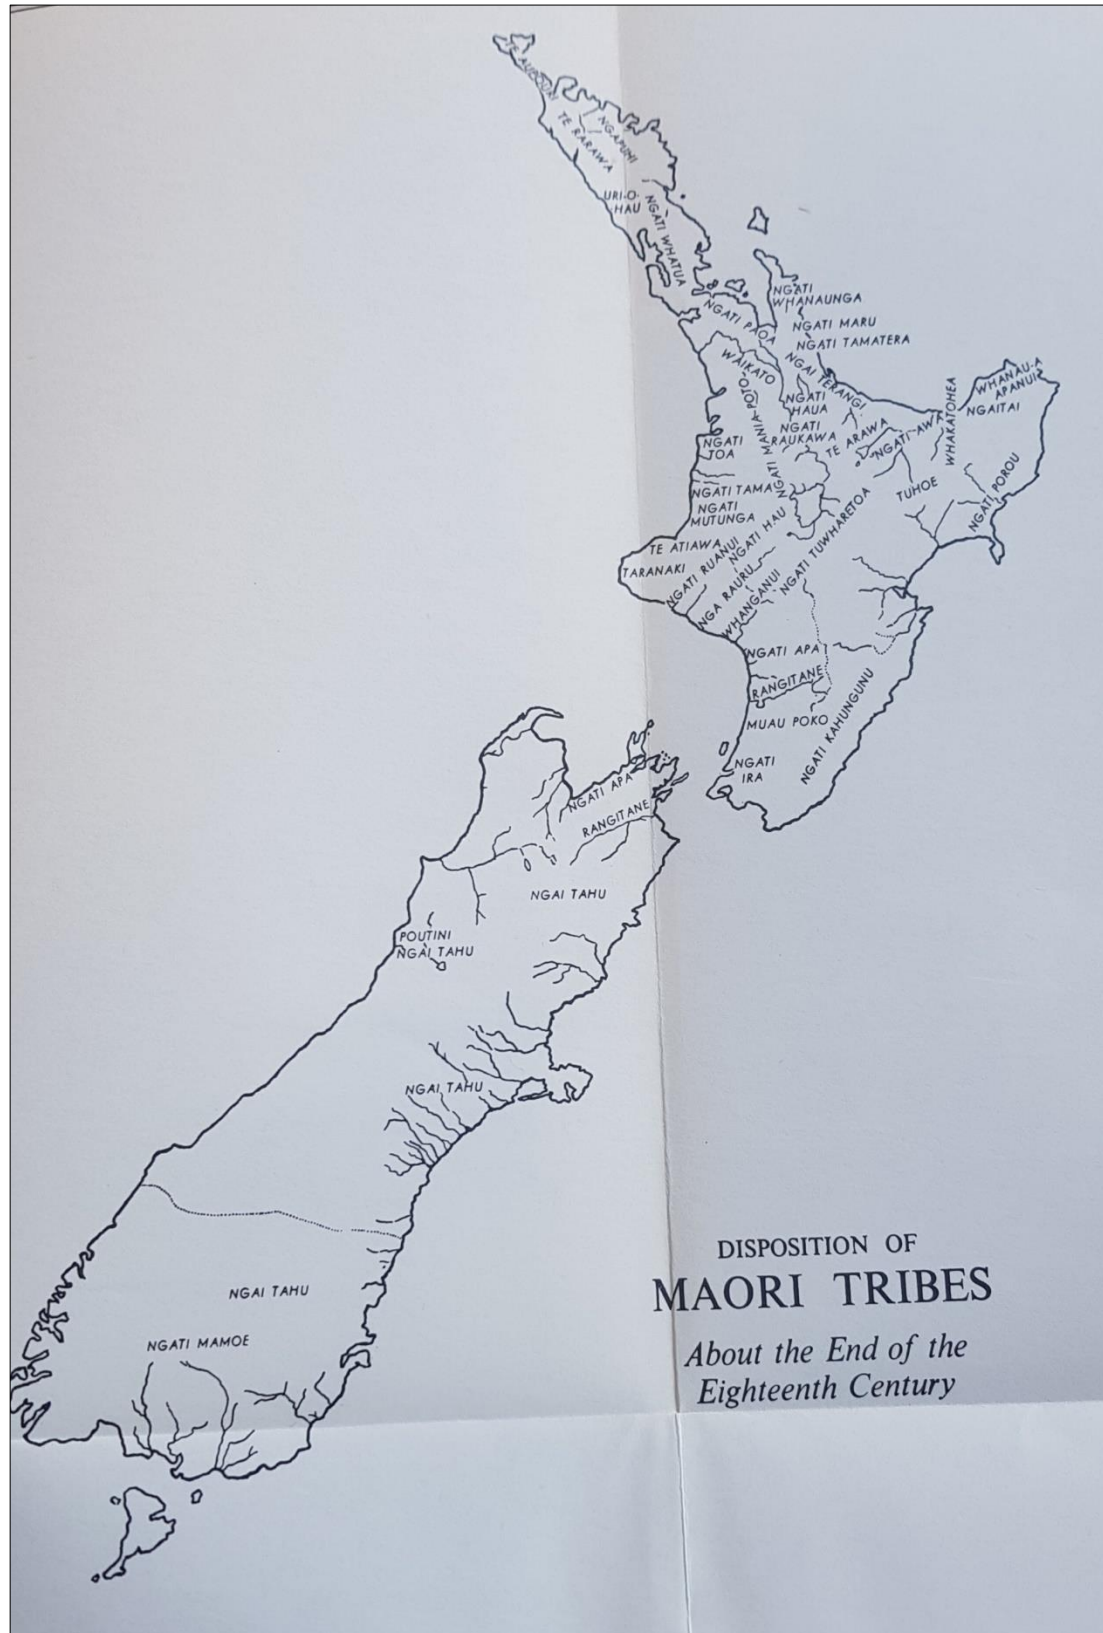 TE AUPOURI
TE RARAWA
NGAPUHI
URI-O-
HAU
NGATI WHATUA
NGATI
WHANAUNGA
NGATI PAOA
NGATI MARU
NGATI TAMATERA
WAIKATO
NGAI TERANGI
NGATI MANIA-POTO
NGATI
HAUA
NGATI
RAUKAWA
TE ARAWA
NGATI AWA
WHAKATOHEA
WHANAU-A
APANUI
NGAITAI
NGATI
TOA
NGATI TAMA
NGATI
MUTUNGA
TUHOE
NGATI POROU
TE ATIAWA
TARANAKI
NGATI RUANUI
NGATI HAU
NGA RAURU
WHANGANUI
NGATI TUWHARETOA
NGATI APA
RANGITANE
MUAU POKO
NGATI KAHUNGUNU
NGATI
IRA
NGATI APA
RANGITANE
NGAI TAHU
POUTINI
NGAI TAHU
NGAI TAHU
NGAI TAHU
NGATI MAMOE
DISPOSITION OF
MAORI TRIBES
About the End of the
Eighteenth Century